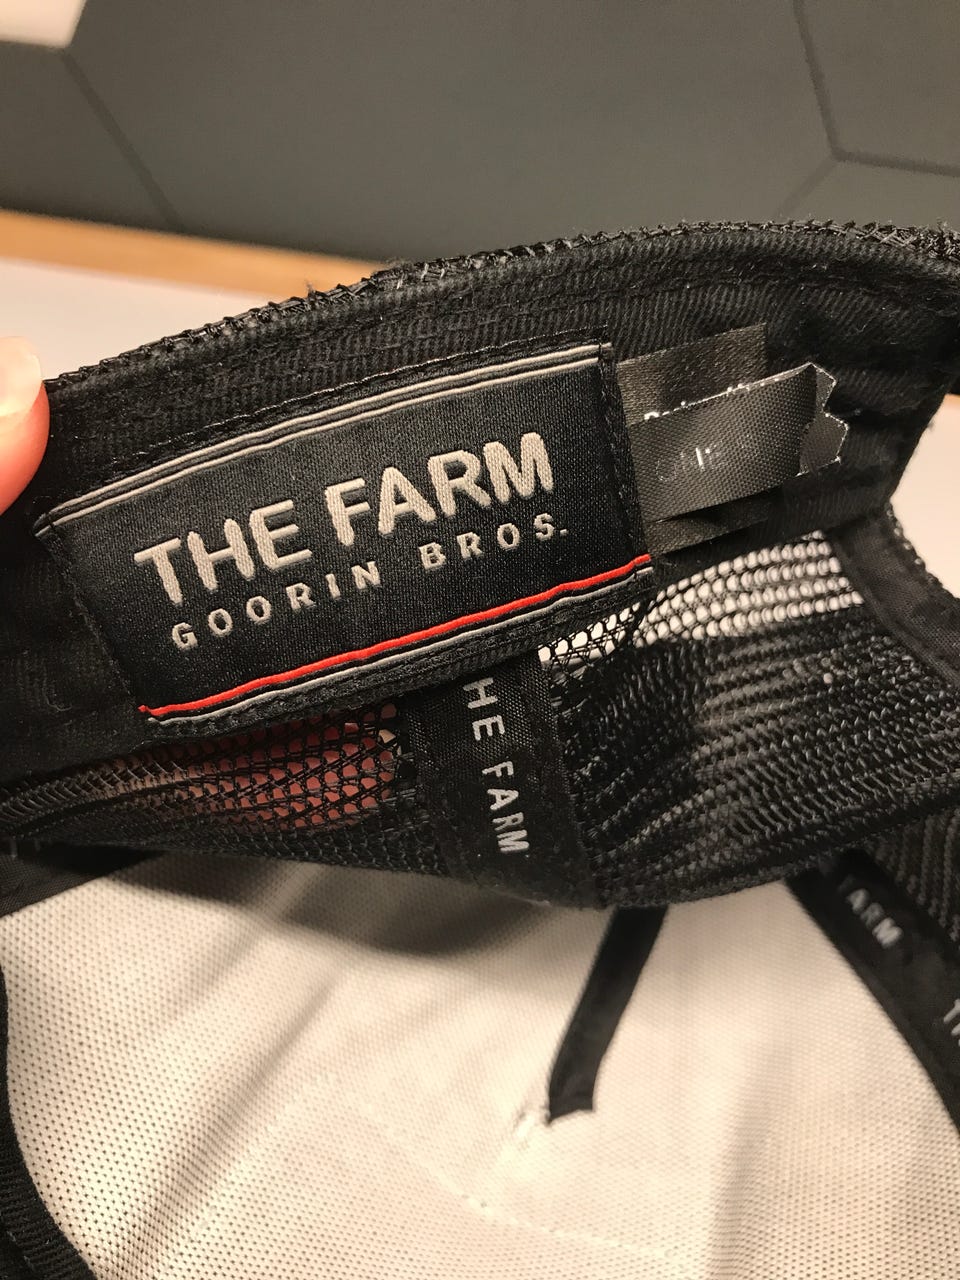 THE FARM
GOORIN BROS.
HE FARM
ARM